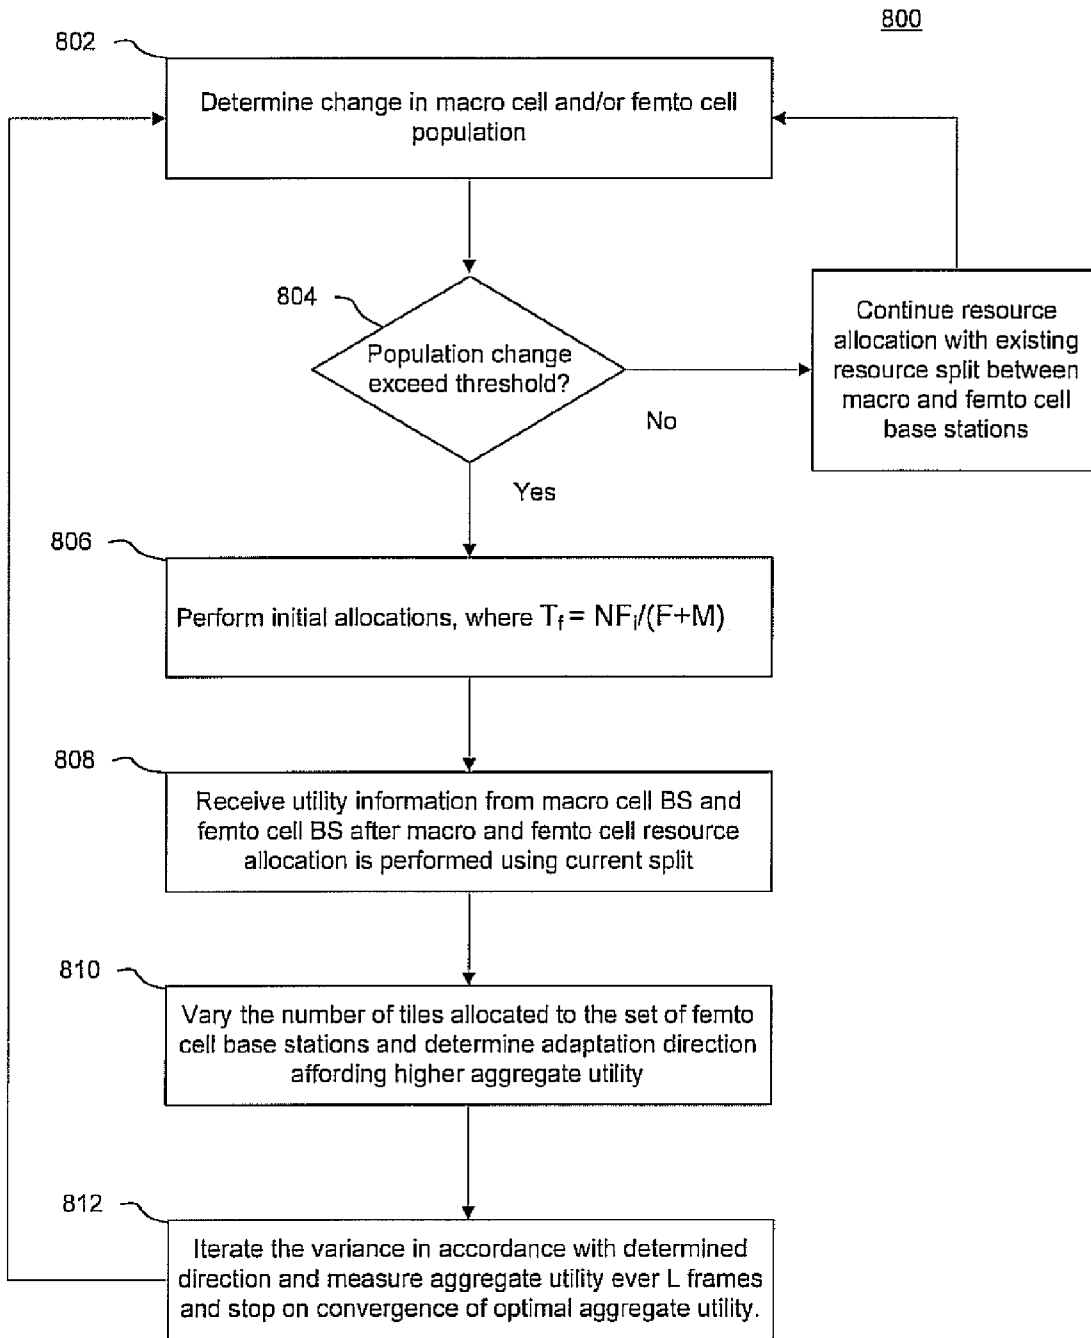 800
802
Determine change in macro cell and/or femto cell
population
804
Population change
exceed threshold?
No
Continue resource
allocation with existing
resource split between
macro and femto cell
base stations
Yes
806
Perform initial allocations, where T_f = NF_i/(F+M)
808
Receive utility information from macro cell BS and
femto cell BS after macro and femto cell resource
allocation is performed using current split
810
Vary the number of tiles allocated to the set of femto
cell base stations and determine adaptation direction
affording higher aggregate utility
812
Iterate the variance in accordance with determined
direction and measure aggregate utility ever L frames
and stop on convergence of optimal aggregate utility.